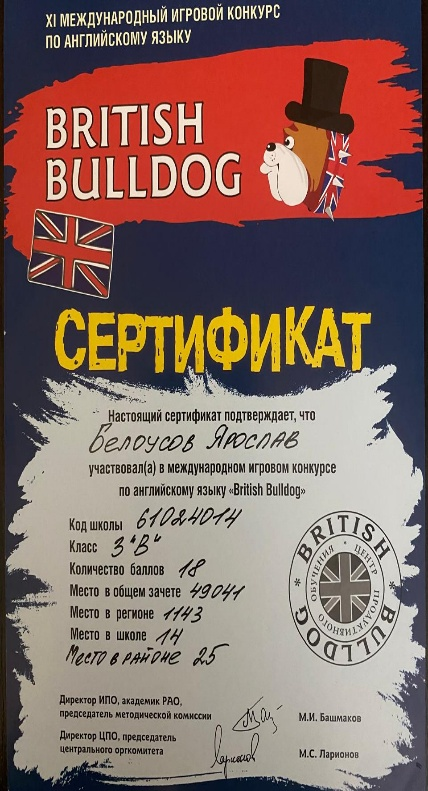 XI МЕЖДУНАРОДНЫЙ ИГРОВОЙ КОНКУРС
ПО АНГЛИЙСКОМУ ЯЗЫКУ
BRITISH
BULLDOG
СЕРТИФИКАТ
Настоящий сертификат подтверждает, что
Белоусов Ярослав
участвовал(а) в международном игровом конкурсе
по английскому языку «British Bulldog»
Код школы 61024014
Класс 3 "В"
Количество баллов 18
Место в общем зачете 49041
Место в регионе 1143
Место в школе 14
Место в районе 25
BRITISH BULLDOG
ЦЕНТР ПРОДУКТИВНОГО ОБУЧЕНИЯ
Директор ИПО, академик РАО,
председатель методической комиссии М.И. Башмаков
Директор ЦПО, председатель
центрального оргкомитета Ларионов М.С. Ларионов